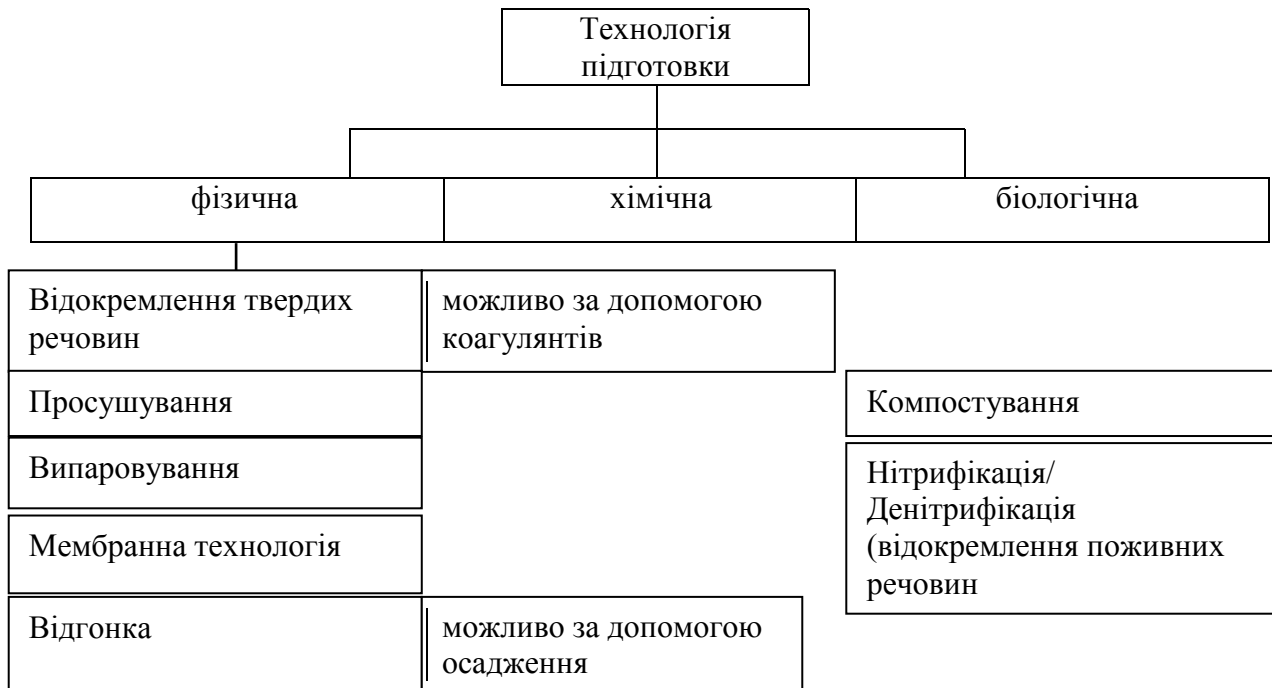 Технологія
підготовки
фізична
хімічна
біологічна
Відокремлення твердих
речовин
можливо за допомогою
коагулянтів
Просушування
Компостування
Випаровування
Нітрифікація/
Денітрифікація
(відокремлення поживних
речовин
Мембранна технологія
Відгонка
можливо за допомогою
осадження